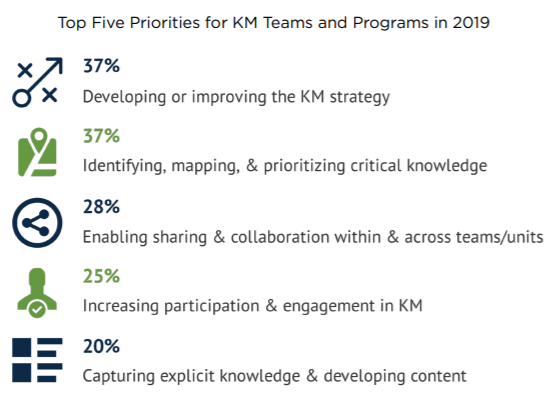 Top Five Priorities for KM Teams and Programs in 2019
37%
Developing or improving the KM strategy
37%
Identifying, mapping, & prioritizing critical knowledge
28%
Enabling sharing & collaboration within & across teams/units
25%
Increasing participation & engagement in KM
20%
Capturing explicit knowledge & developing content